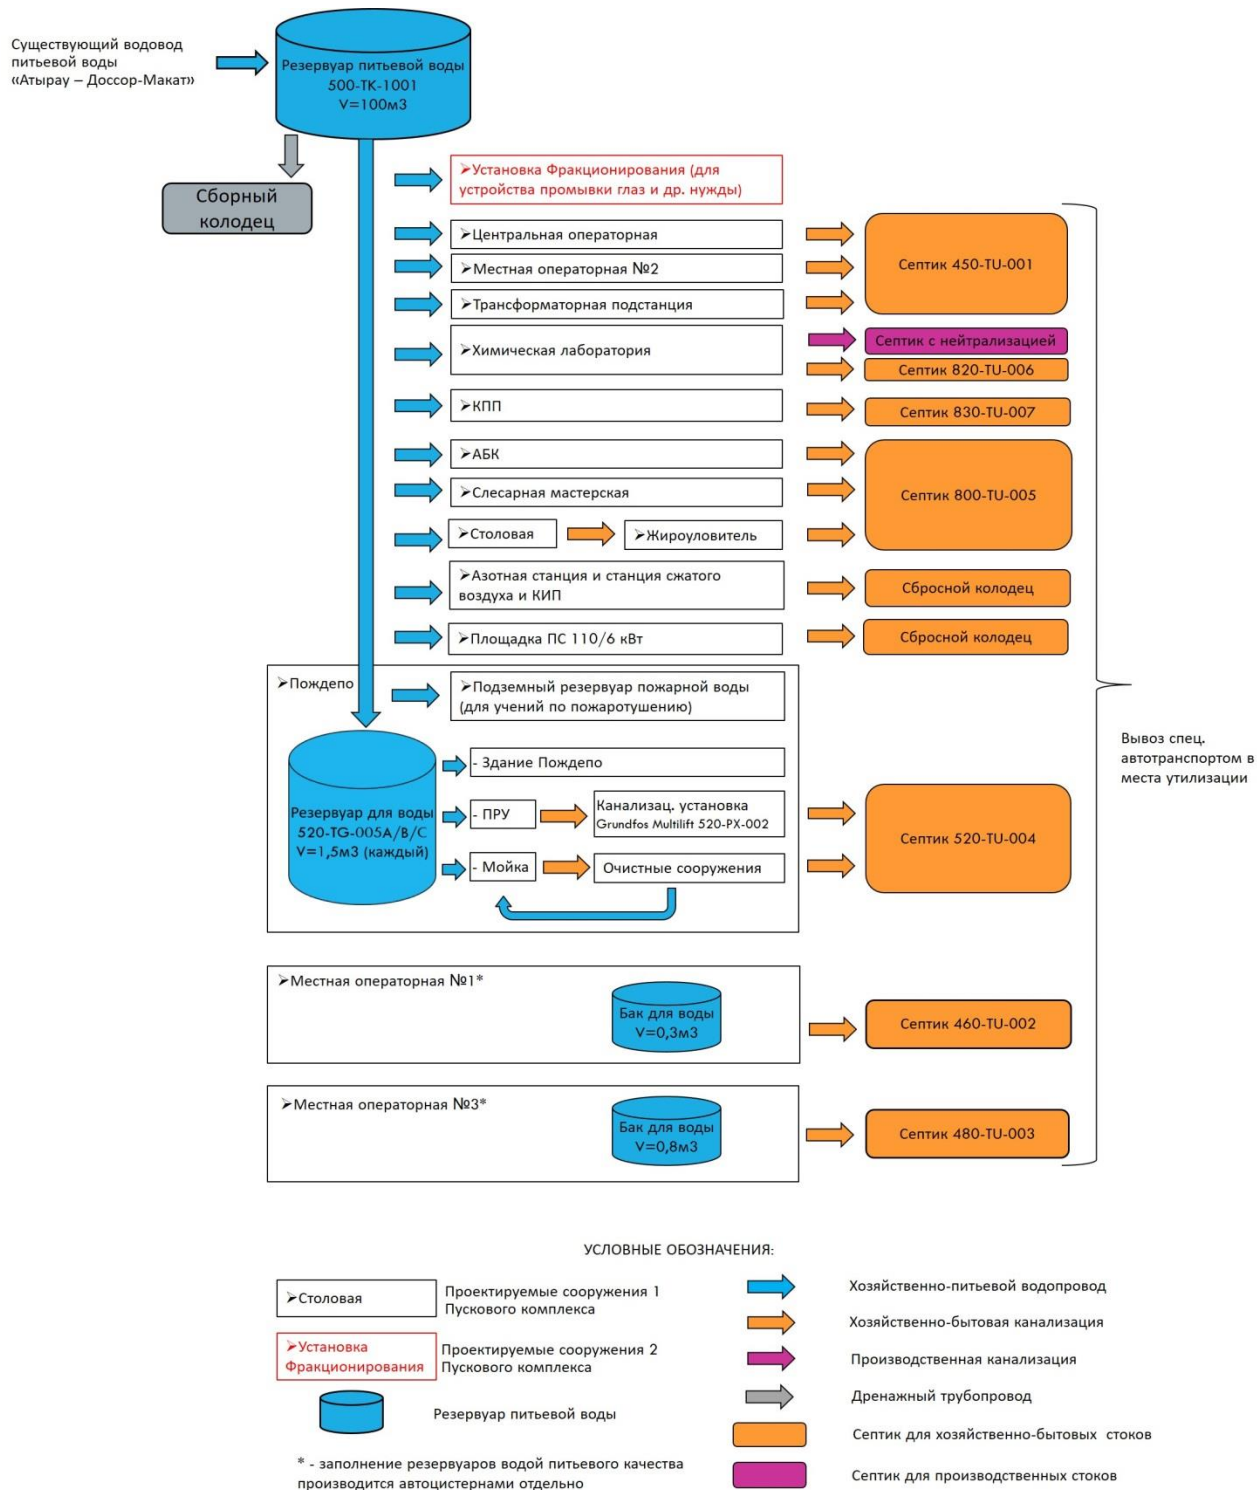 Существующий водовод
питьевой воды
«Атырау – Доссор-Макат»
Резервуар питьевой воды
500-TK-1001
V=100м3
Сборный
колодец
➢Установка Фракционирования (для
устройства промывки глаз и др. нужды)
➢Центральная операторная
➢Местная операторная №2
➢Трансформаторная подстанция
Септик 450-TU-001
➢Химическая лаборатория
Септик с нейтрализацией
Септик 820-TU-006
➢КПП
Септик 830-TU-007
➢АБК
➢Слесарная мастерская
➢Столовая
➢Жироуловитель
Септик 800-TU-005
➢Азотная станция и станция сжатого
воздуха и КИП
Сбросной колодец
➢Площадка ПС 110/6 кВт
Сбросной колодец
➢Пождепо
➢Подземный резервуар пожарной воды
(для учений по пожаротушению)
Резервуар для воды
520-TG-005A/B/C
V=1,5м3 (каждый)
- Здание Пождепо
- ПРУ
Канализац. установка
Grundfos Multilift 520-PX-002
- Мойка
Очистные сооружения
Септик 520-TU-004
Вывоз спец.
автотранспортом в
места утилизации
➢Местная операторная №1*
Бак для воды
V=0,3м3
Септик 460-TU-002
➢Местная операторная №3*
Бак для воды
V=0,8м3
Септик 480-TU-003
УСЛОВНЫЕ ОБОЗНАЧЕНИЯ:
➢Столовая
Проектируемые сооружения 1
Пускового комплекса
➢Установка
Фракционирования
Проектируемые сооружения 2
Пускового комплекса
Резервуар питьевой воды
* - заполнение резервуаров водой питьевого качества
производится автоцистернами отдельно
Хозяйственно-питьевой водопровод
Хозяйственно-бытовая канализация
Производственная канализация
Дренажный трубопровод
Септик для хозяйственно-бытовых стоков
Септик для производственных стоков